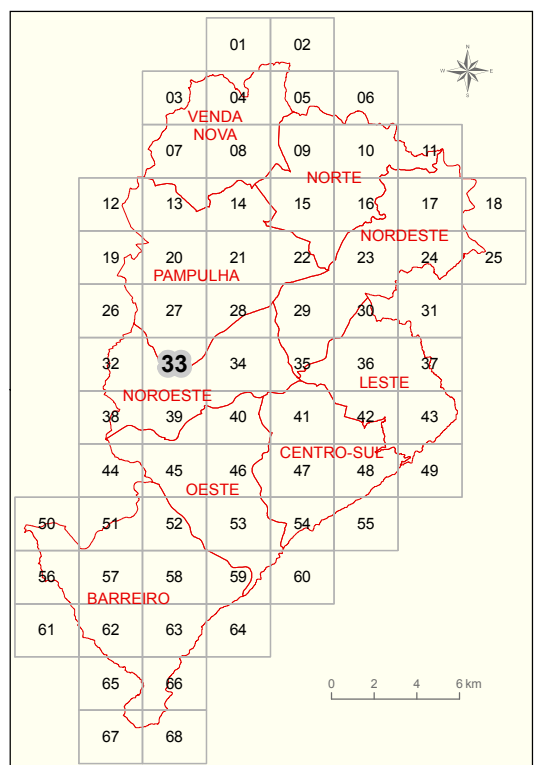 01 02
N
W E
S
03 04 05 06
VENDA
NOVA
07 08 09 10 11
NORTE
12 13 14 15 16 17 18
NORDESTE
19 20 21 22 23 24 25
PAMPULHA
26 27 28 29 30 31
32 33 34 35 36 37
LESTE
NOROESTE
38 39 40 41 42 43
CENTRO-SUL
44 45 46 47 48 49
OESTE
50 51 52 53 54 55
56 57 58 59 60
BARREIRO
61 62 63 64
65 66
0 2 4 6 km
67 68